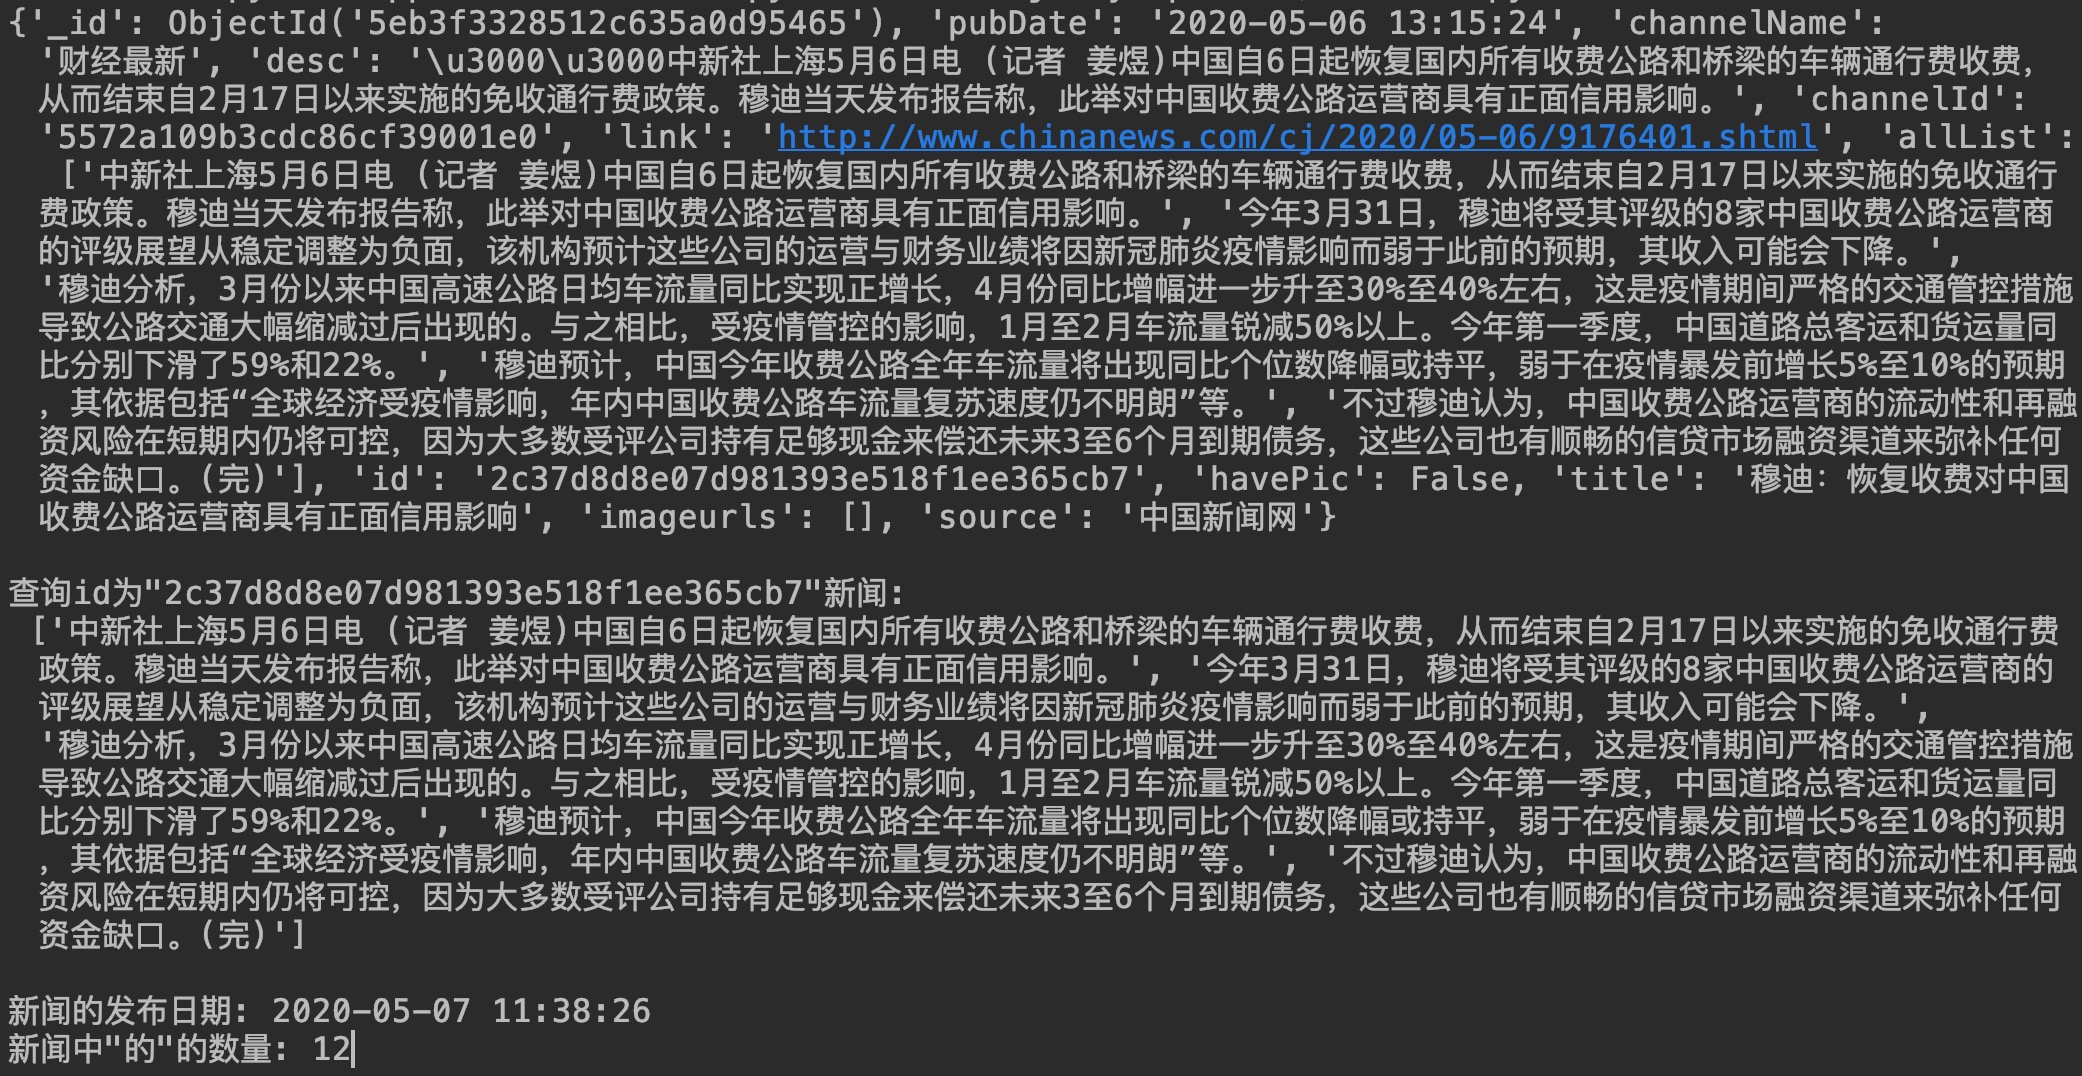 {'_id': ObjectId('5eb3f3328512c635a0d95465'), 'pubDate': '2020-05-06 13:15:24', 'channelName':
'财经最新', 'desc': '\u3000\u3000中新社上海5月6日电 (记者 姜煜)中国自6日起恢复国内所有收费公路和桥梁的车辆通行费收费，
从而结束自2月17日以来实施的免收通行费政策。穆迪当天发布报告称，此举对中国收费公路运营商具有正面信用影响。', 'channelId':
'5572a109b3cdc86cf39001e0', 'link': 'http://www.chinanews.com/cj/2020/05-06/9176401.shtml', 'allList':
['中新社上海5月6日电 (记者 姜煜)中国自6日起恢复国内所有收费公路和桥梁的车辆通行费收费，从而结束自2月17日以来实施的免收通行
费政策。穆迪当天发布报告称，此举对中国收费公路运营商具有正面信用影响。', '今年3月31日，穆迪将受其评级的8家中国收费公路运营商
的评级展望从稳定调整为负面，该机构预计这些公司的运营与财务业绩将因新冠肺炎疫情影响而弱于此前的预期，其收入可能会下降。',
'穆迪分析，3月份以来中国高速公路日均车流量同比实现正增长，4月份同比增幅进一步升至30%至40%左右，这是疫情期间严格的交通管控措施
导致公路交通大幅缩减过后出现的。与之相比，受疫情管控的影响，1月至2月车流量锐减50%以上。今年第一季度，中国道路总客运和货运量同
比分别下滑了59%和22%。', '穆迪预计，中国今年收费公路全年车流量将出现同比个位数降幅或持平，弱于在疫情暴发前增长5%至10%的预期
，其依据包括“全球经济受疫情影响，年内中国收费公路车流量复苏速度仍不明朗”等。', '不过穆迪认为，中国收费公路运营商的流动性和再融
资风险在短期内仍将可控，因为大多数受评公司持有足够现金来偿还未来3至6个月到期债务，这些公司也有顺畅的信贷市场融资渠道来弥补任何
资金缺口。(完)'], 'id': '2c37d8d8e07d981393e518f1ee365cb7', 'havePic': False, 'title': '穆迪：恢复收费对中国
收费公路运营商具有正面信用影响', 'imageurls': [], 'source': '中国新闻网'}
查询id为"2c37d8d8e07d981393e518f1ee365cb7"新闻:
['中新社上海5月6日电 (记者 姜煜)中国自6日起恢复国内所有收费公路和桥梁的车辆通行费收费，从而结束自2月17日以来实施的免收通行费
政策。穆迪当天发布报告称，此举对中国收费公路运营商具有正面信用影响。', '今年3月31日，穆迪将受其评级的8家中国收费公路运营商的
评级展望从稳定调整为负面，该机构预计这些公司的运营与财务业绩将因新冠肺炎疫情影响而弱于此前的预期，其收入可能会下降。',
'穆迪分析，3月份以来中国高速公路日均车流量同比实现正增长，4月份同比增幅进一步升至30%至40%左右，这是疫情期间严格的交通管控措施
导致公路交通大幅缩减过后出现的。与之相比，受疫情管控的影响，1月至2月车流量锐减50%以上。今年第一季度，中国道路总客运和货运量同
比分别下滑了59%和22%。', '穆迪预计，中国今年收费公路全年车流量将出现同比个位数降幅或持平，弱于在疫情暴发前增长5%至10%的预期
，其依据包括“全球经济受疫情影响，年内中国收费公路车流量复苏速度仍不明朗”等。', '不过穆迪认为，中国收费公路运营商的流动性和再融
资风险在短期内仍将可控，因为大多数受评公司持有足够现金来偿还未来3至6个月到期债务，这些公司也有顺畅的信贷市场融资渠道来弥补任何
资金缺口。(完)']
新闻的发布日期: 2020-05-07 11:38:26
新闻中"的"的数量: 12